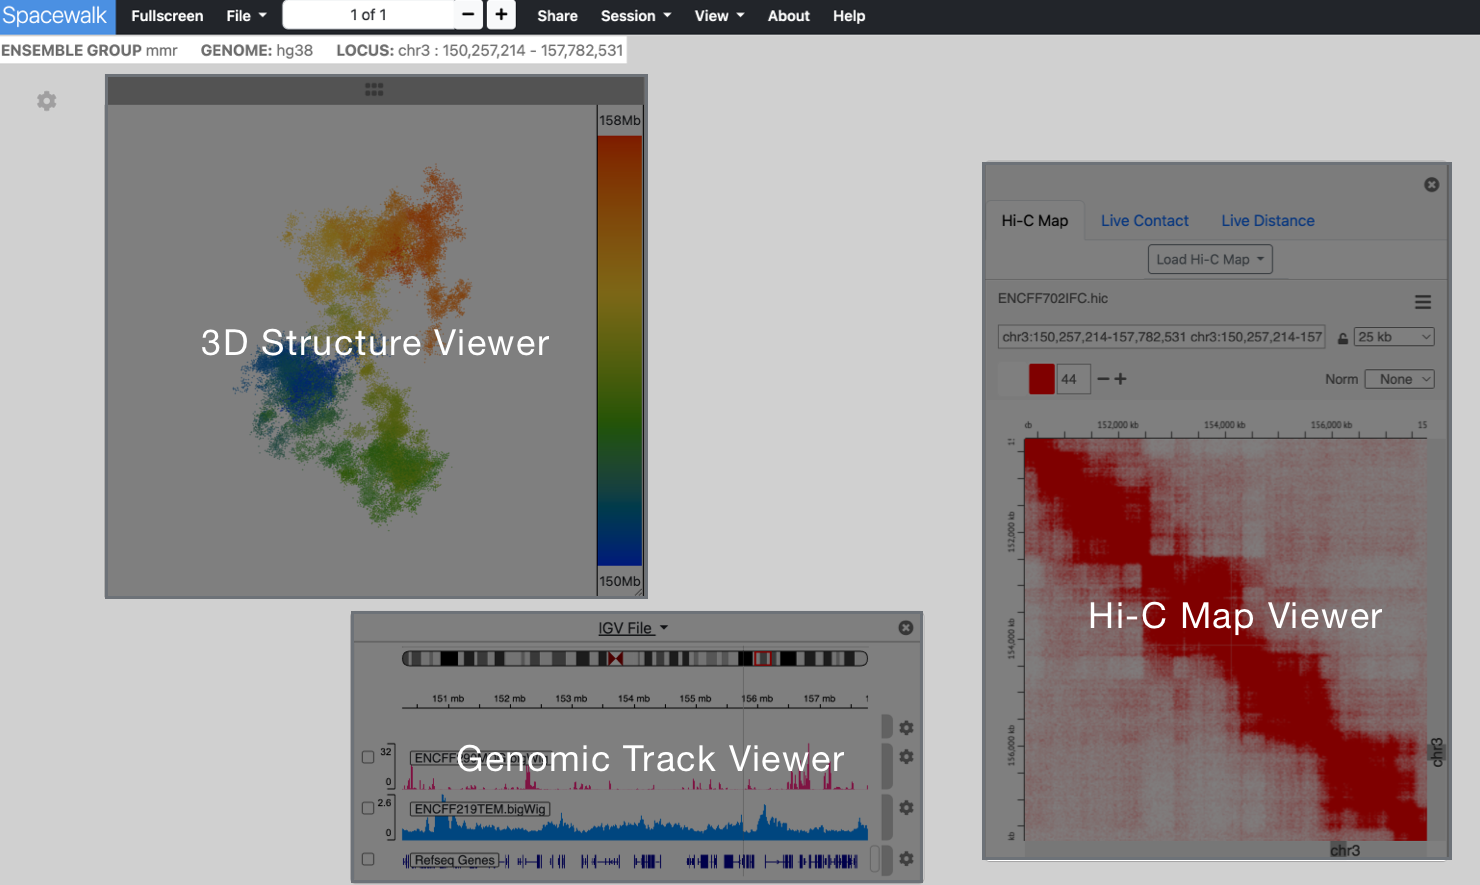 Spacewalk Fullscreen File 1 of 1 − + Share Session View About Help
ENSEMBLE GROUP mmr GENOME: hg38 LOCUS: chr3 : 150,257,214 - 157,782,531
158Mb
3D Structure Viewer
150Mb
Hi-C Map Live Contact Live Distance
Load Hi-C Map
ENCFF702IFC.hic
chr3:150,257,214-157,782,531 chr3:150,257,214-157 25 kb
44 −+ Norm None
152,000 kb 154,000 kb 156,000 kb 15
152,000 kb
Hi-C Map Viewer
154,000 kb
156,000 kb
chr3
kb
chr3
IGV File
151 mb 152 mb 153 mb 154 mb 155 mb 156 mb 157 mb 1
32
Genomic Track Viewer
0
2.6 ENCFF219TEM.bigWig
0
Refseq Genes